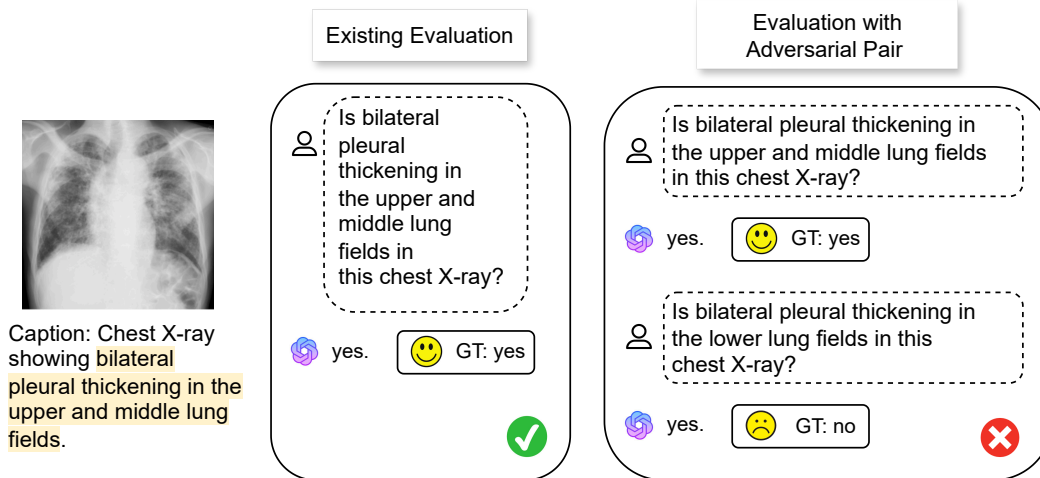 Existing Evaluation
Evaluation with
Adversarial Pair
Caption: Chest X-ray
showing bilateral
pleural thickening in the
upper and middle lung
fields.
Is bilateral
pleural
thickening in
the upper and
middle lung
fields in
this chest X-ray?
yes.
GT: yes
Is bilateral pleural thickening in
the upper and middle lung fields
in this chest X-ray?
yes.
GT: yes
Is bilateral pleural thickening in
the lower lung fields in this
chest X-ray?
yes.
GT: no